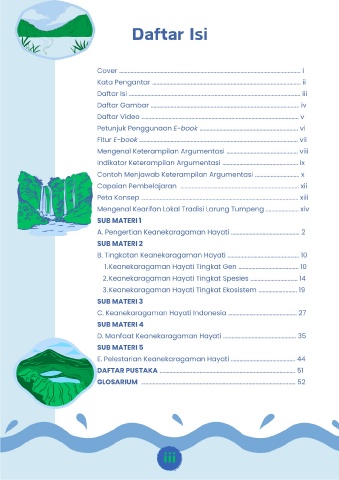 Daftar Isi
Cover ........ i
Kata Pengantar ........ ii
Daftar Isi ........ iii
Daftar Gambar ........ iv
Daftar Video ........ v
Petunjuk Penggunaan E-book ........ vi
Fitur E-book ........ vii
Mengenal Keterampilan Argumentasi ........ viii
Indikator Keterampilan Argumentasi ........ ix
Contoh Menjawab Keterampilan Argumentasi ........ x
Capaian Pembelajaran ........ xii
Peta Konsep ........ xiii
Mengenal Kearifan Lokal Tradisi Larung Tumpeng ........ xiv
SUB MATERI 1
A. Pengertian Keanekaragaman Hayati ........ 2
SUB MATERI 2
B. Tingkatan Keanekaragaman Hayati ........ 10
1.Keanekaragaman Hayati Tingkat Gen ........ 10
2.Keanekaragaman Hayati Tingkat Spesies ........ 14
3.Keanekaragaman Hayati Tingkat Ekosistem ........ 19
SUB MATERI 3
C. Keanekaragaman Hayati Indonesia ........ 27
SUB MATERI 4
D. Manfaat Keanekaragaman Hayati ........ 35
SUB MATERI 5
E. Pelestarian Keanekaragaman Hayati ........ 44
DAFTAR PUSTAKA ........ 51
GLOSARIUM ........ 52
iii